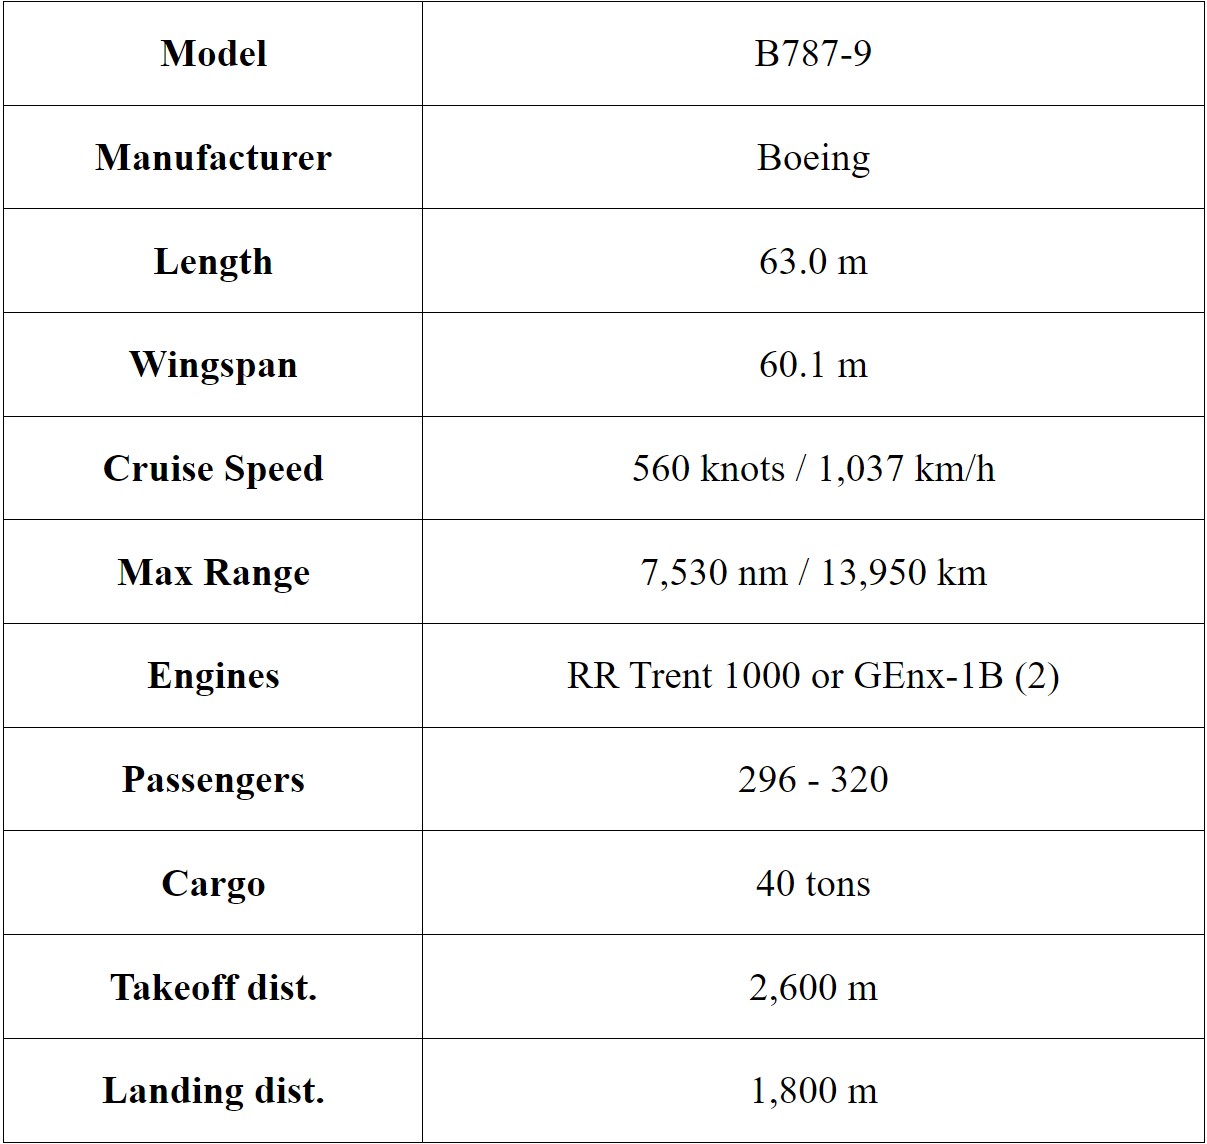 Model B787-9
Manufacturer Boeing
Length 63.0 m
Wingspan 60.1 m
Cruise Speed 560 knots / 1,037 km/h
Max Range 7,530 nm / 13,950 km
Engines RR Trent 1000 or GEnx-1B (2)
Passengers 296 - 320
Cargo 40 tons
Takeoff dist. 2,600 m
Landing dist. 1,800 m